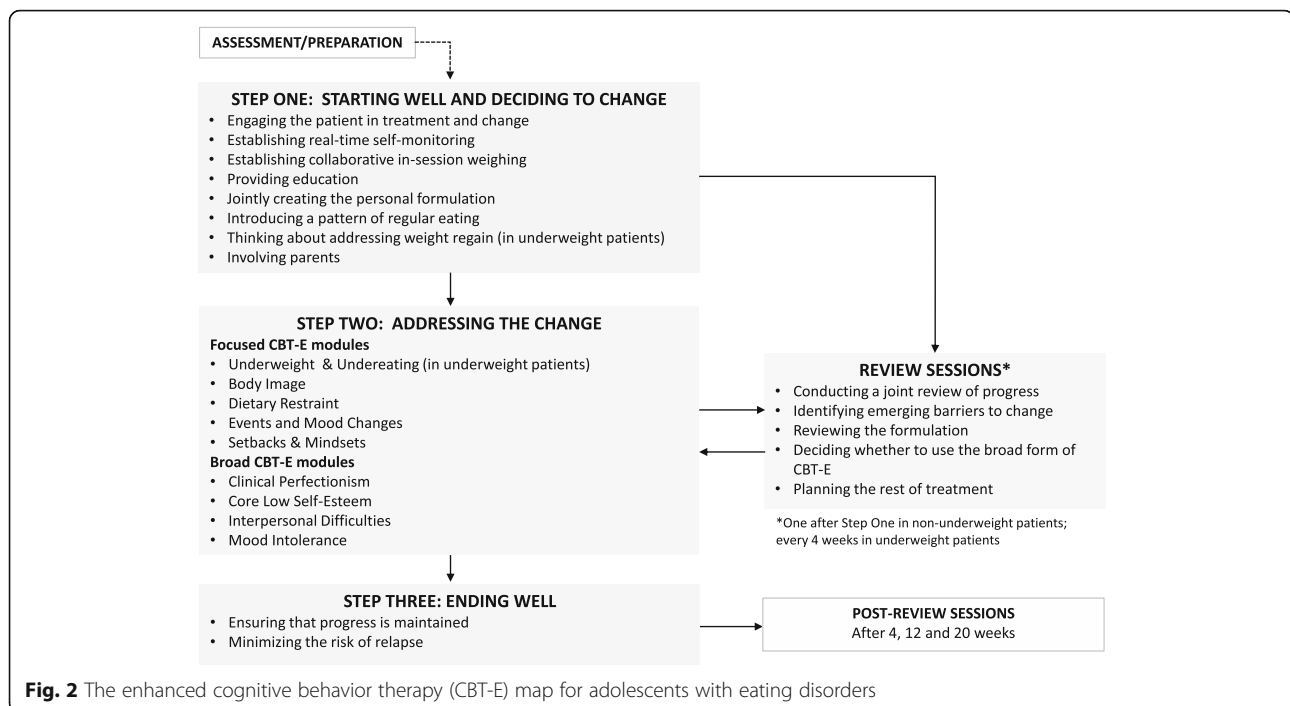 ASSESSMENT/PREPARATION
STEP ONE: STARTING WELL AND DECIDING TO CHANGE
• Engaging the patient in treatment and change
• Establishing real-time self-monitoring
• Establishing collaborative in-session weighing
• Providing education
• Jointly creating the personal formulation
• Introducing a pattern of regular eating
• Thinking about addressing weight regain (in underweight patients)
• Involving parents
STEP TWO: ADDRESSING THE CHANGE
Focused CBT-E modules
• Underweight & Undereating (in underweight patients)
• Body Image
• Dietary Restraint
• Events and Mood Changes
• Setbacks & Mindsets
Broad CBT-E modules
• Clinical Perfectionism
• Core Low Self-Esteem
• Interpersonal Difficulties
• Mood Intolerance
REVIEW SESSIONS*
• Conducting a joint review of progress
• Identifying emerging barriers to change
• Reviewing the formulation
• Deciding whether to use the broad form of
CBT-E
• Planning the rest of treatment
*One after Step One in non-underweight patients;
every 4 weeks in underweight patients
STEP THREE: ENDING WELL
• Ensuring that progress is maintained
• Minimizing the risk of relapse
POST-REVIEW SESSIONS
After 4, 12 and 20 weeks
Fig. 2 The enhanced cognitive behavior therapy (CBT-E) map for adolescents with eating disorders